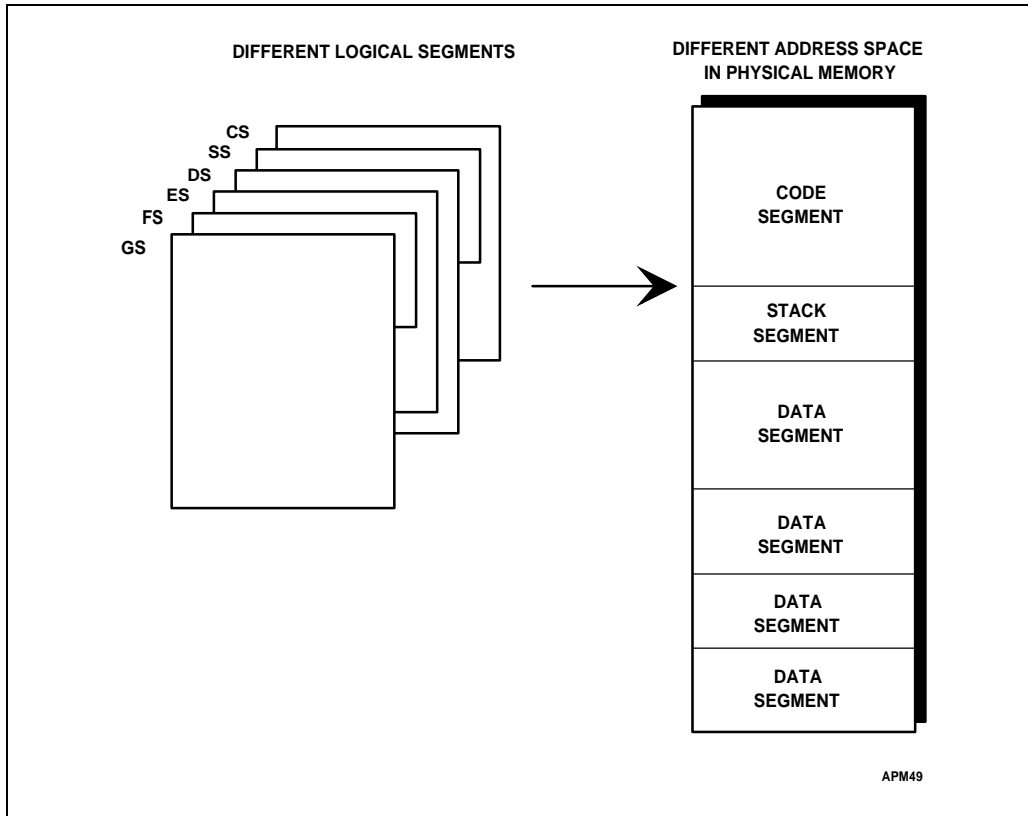 DIFFERENT LOGICAL SEGMENTS
DIFFERENT ADDRESS SPACE
IN PHYSICAL MEMORY
CS
SS
DS
ES
FS
GS
CODE
SEGMENT
STACK
SEGMENT
DATA
SEGMENT
DATA
SEGMENT
DATA
SEGMENT
DATA
SEGMENT
APM49